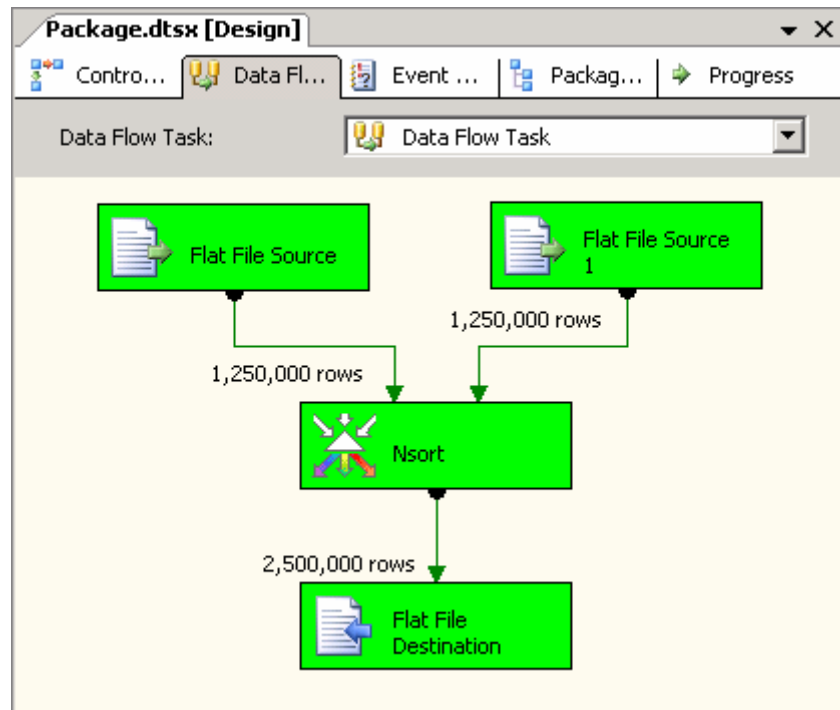 Package.dtsx [Design]
Contro... Data Fl... Event ... Packag... Progress
Data Flow Task: Data Flow Task
Flat File Source
Flat File Source
1
1,250,000 rows
1,250,000 rows
Nsort
2,500,000 rows
Flat File
Destination